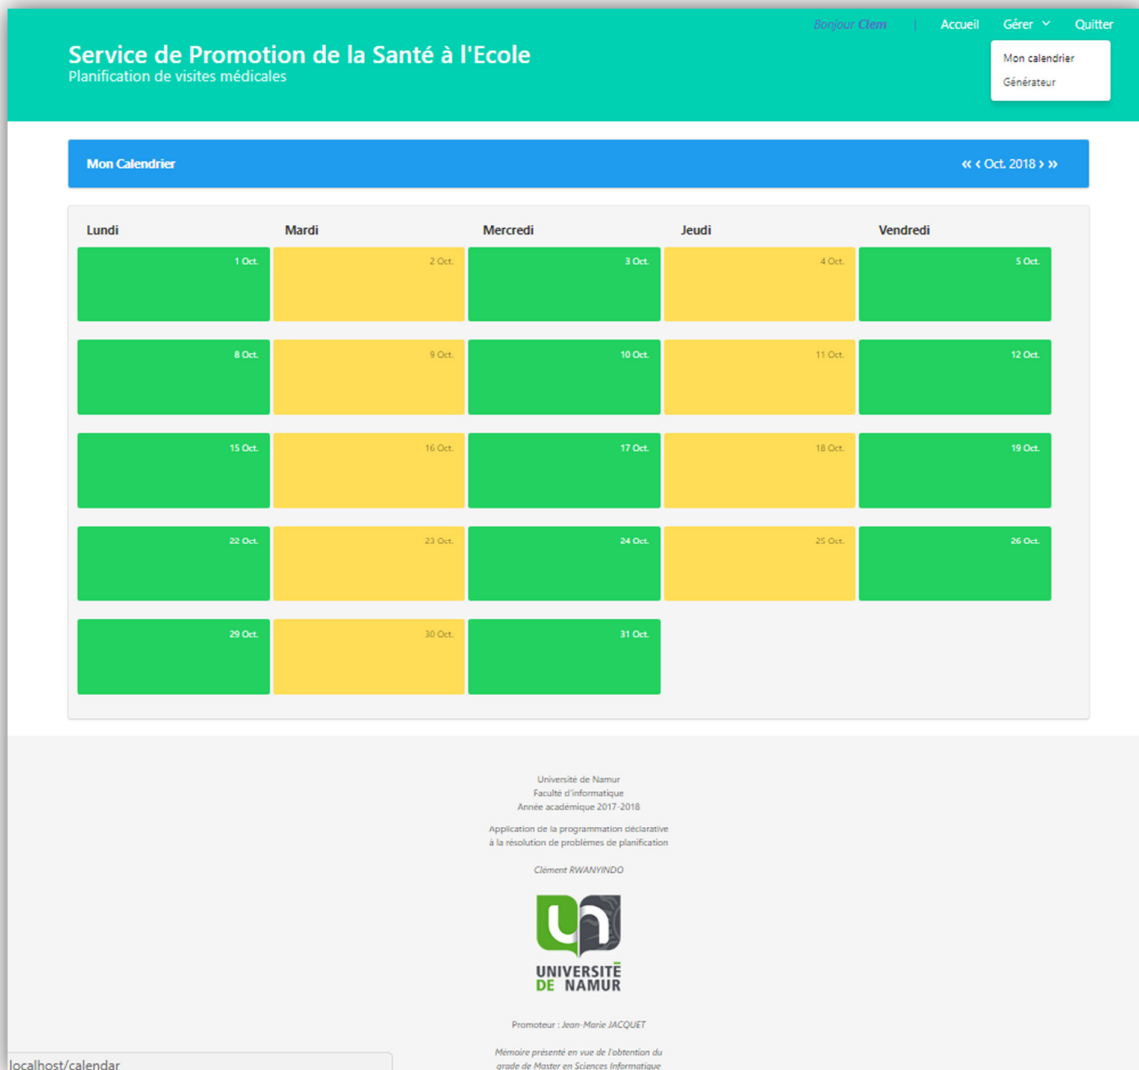 Bonjour Clem | Accueil Gérer Quitter
Service de Promotion de la Santé à l'Ecole
Planification de visites médicales
Mon calendrier
Générateur
Mon Calendrier « ‹ Oct. 2018 › »
Lundi Mardi Mercredi Jeudi Vendredi
1 Oct. 2 Oct. 3 Oct. 4 Oct. 5 Oct.
8 Oct. 9 Oct. 10 Oct. 11 Oct. 12 Oct.
15 Oct. 16 Oct. 17 Oct. 18 Oct. 19 Oct.
22 Oct. 23 Oct. 24 Oct. 25 Oct. 26 Oct.
29 Oct. 30 Oct. 31 Oct.
Université de Namur
Faculté d'informatique
Année académique 2017-2018
Application de la programmation déclarative
à la résolution de problèmes de planification
Clément RWANYINDO
un
UNIVERSITÉ
DE NAMUR
Promoteur : Jean-Marie JACQUET
Mémoire présenté en vue de l'obtention du
grade de Master en Sciences Informatique
localhost/calendar